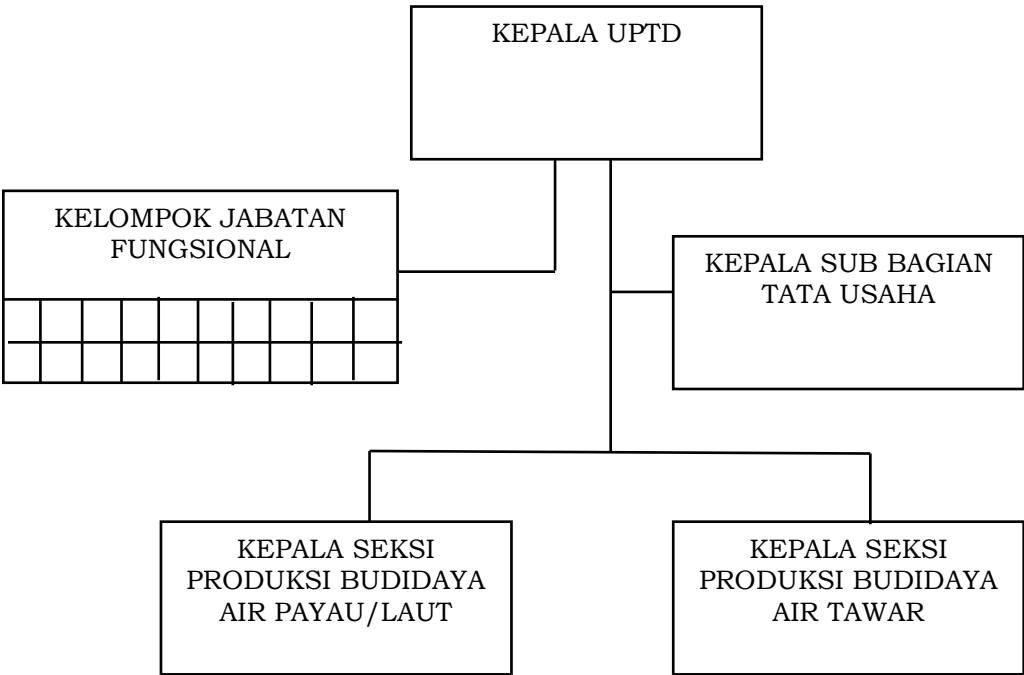 KEPALA UPTD
KELOMPOK JABATAN
FUNGSIONAL
KEPALA SUB BAGIAN
TATA USAHA
KEPALA SEKSI
PRODUKSI BUDIDAYA
AIR PAYAU/LAUT
KEPALA SEKSI
PRODUKSI BUDIDAYA
AIR TAWAR